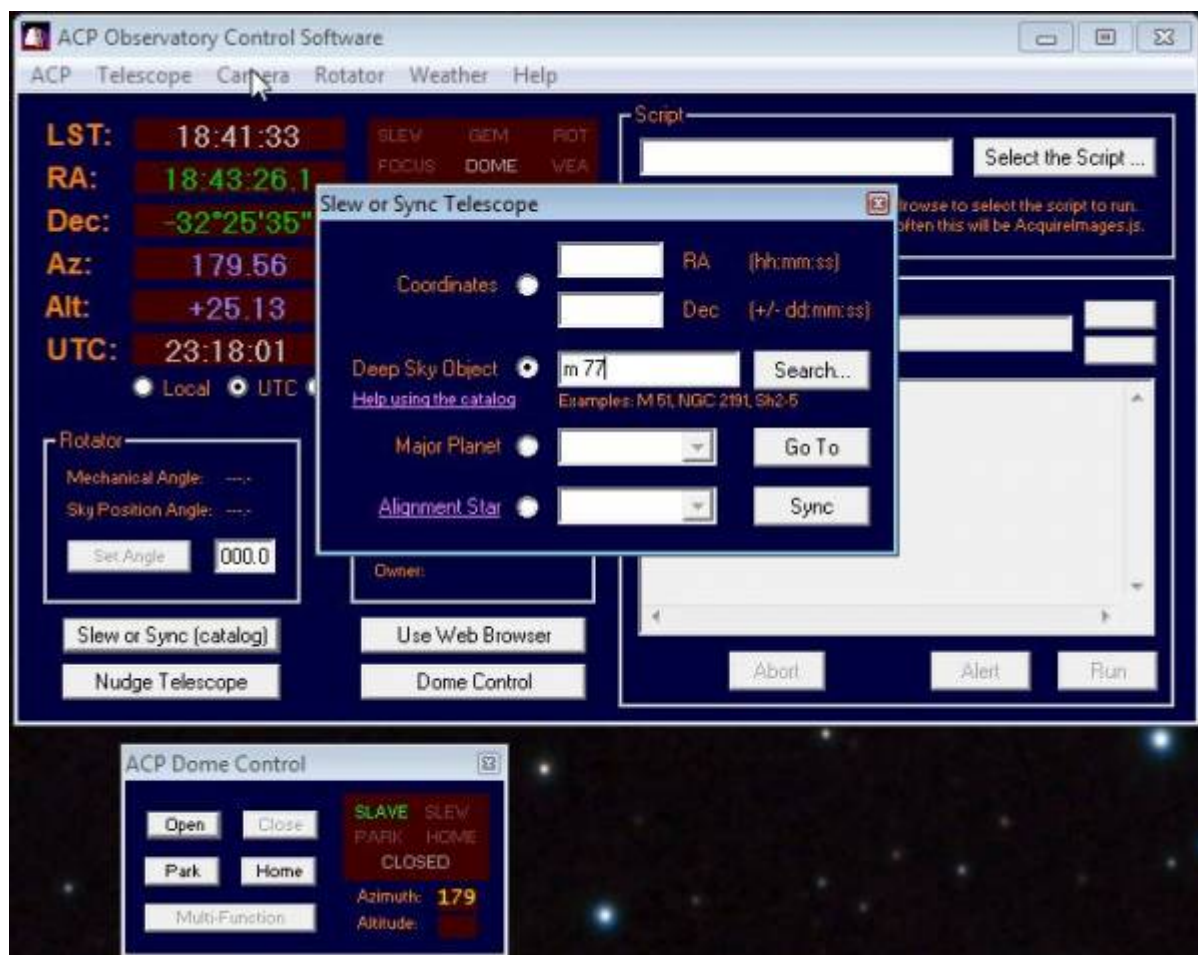 ACP Observatory Control Software
ACP Telescope Camera Rotator Weather Help
LST: 18:41:33
RA: 18:43:26.1
Dec: -32°25'35"
Az: 179.56
Alt: +25.13
UTC: 23:18:01
Local UTC
SLEW GEM ROT
FOCUS DOME WEA
Script
Select the Script ...
Browse to select the script to run.
often this will be AcquireImages.js.
Slew or Sync Telescope
Coordinates RA (hh:mm:ss)
Dec (+/- dd:mm:ss)
Deep Sky Object m 77 Search...
Help using the catalog Examples: M 51, NGC 2191, Sh2-5
Major Planet Go To
Alignment Star Sync
Rotator
Mechanical Angle: ---.-
Sky Position Angle: ---.-
Set Angle 000.0
Owner:
Slew or Sync (catalog) Use Web Browser
Nudge Telescope Dome Control
Abort Alert Run
ACP Dome Control
Open Close
Park Home
Multi-Function
SLAVE SLEW
PARK HOME
CLOSED
Azimuth: 179
Altitude: